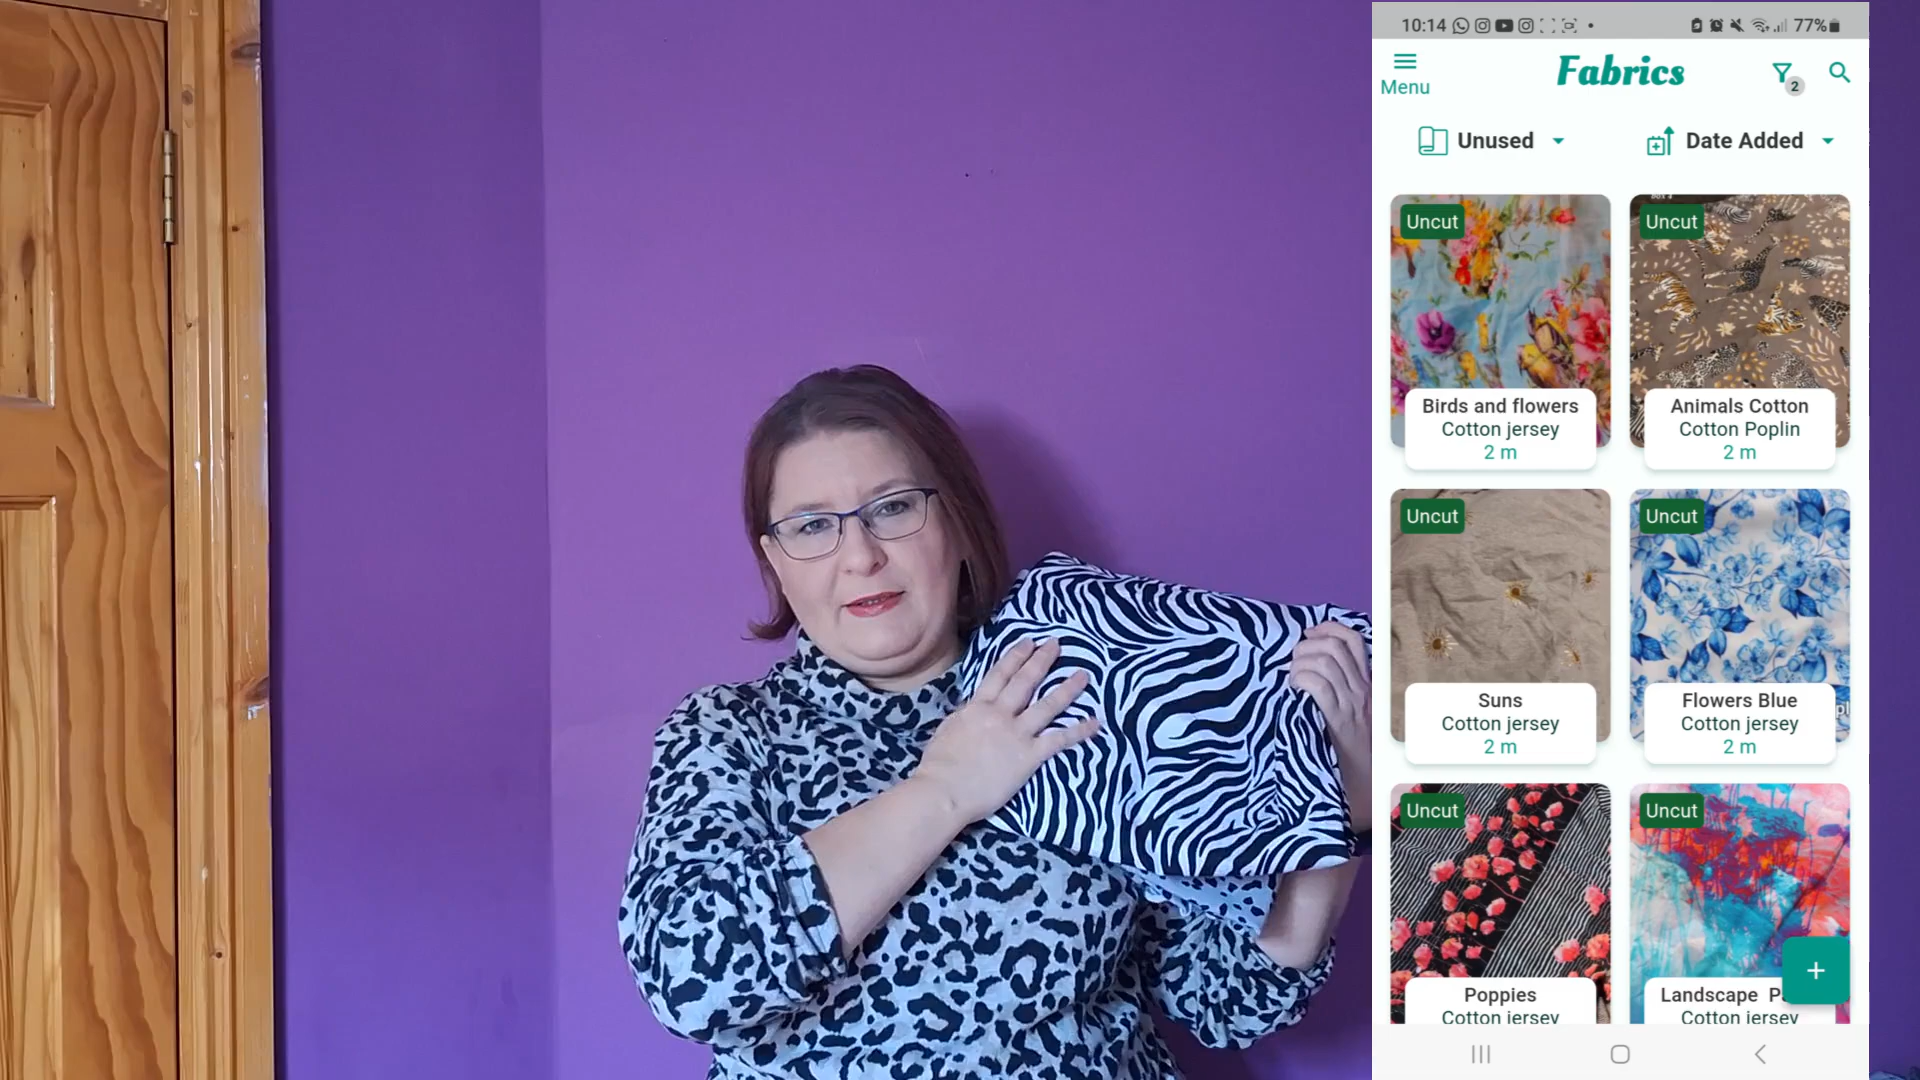 10:14
77%
Menu
Fabrics
2
Unused
Date Added
Uncut
Birds and flowers
Cotton jersey
2 m
Uncut
Animals Cotton
Cotton Poplin
2 m
Uncut
Suns
Cotton jersey
2 m
Uncut
Flowers Blue
Cotton jersey
2 m
Uncut
Poppies
Cotton jersey
Uncut
Landscape
Cotton jersey